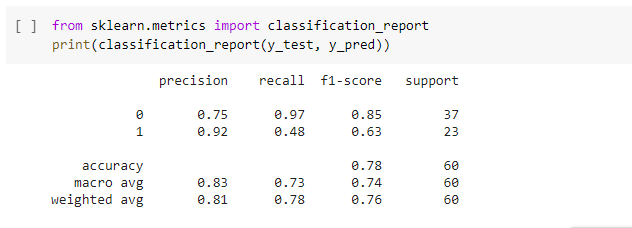 [ ] from sklearn.metrics import classification_report
print(classification_report(y_test, y_pred))
precision recall f1-score support
0 0.75 0.97 0.85 37
1 0.92 0.48 0.63 23
accuracy 0.78 60
macro avg 0.83 0.73 0.74 60
weighted avg 0.81 0.78 0.76 60